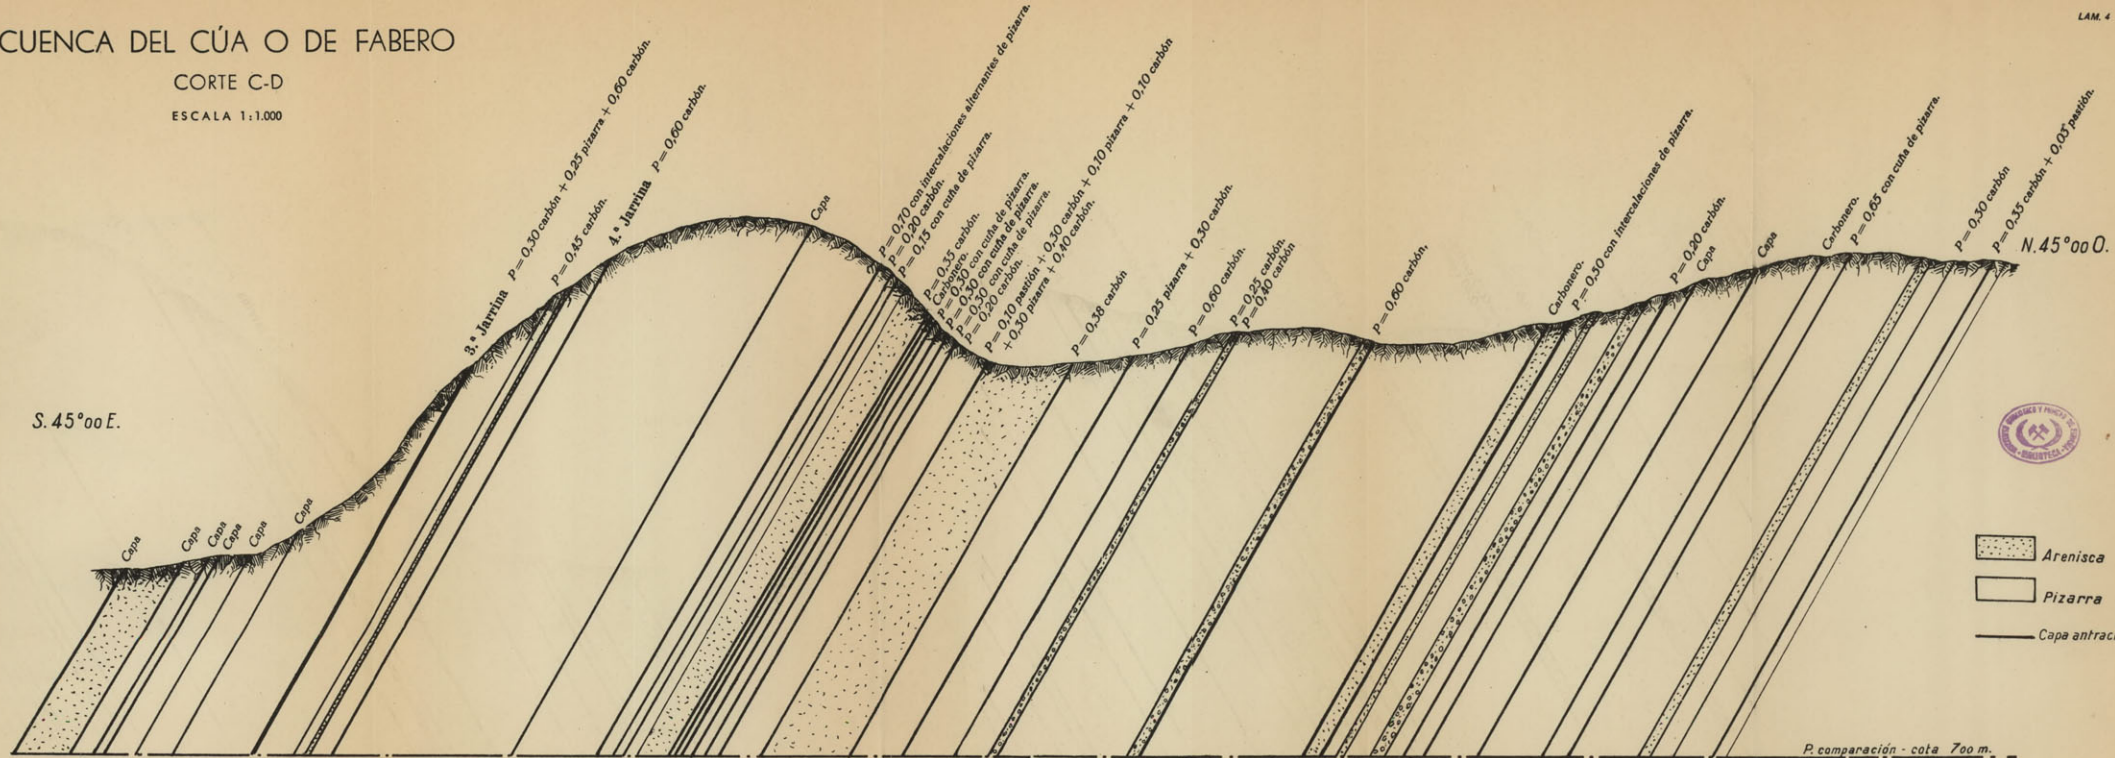 LAM. 4
CUENCA DEL CÚA O DE FABERO
CORTE C-D
ESCALA 1:1.000
S. 45°00 E.
Capa
Capa
Capa
Capa
Capa
Capa
3.ª Jarrina P = 0,30 carbón + 0,25 pizarra + 0,60 carbón.
P = 0,45 carbón.
4.ª Jarrina P = 0,60 carbón.
Capa
P = 0,70 con intercalaciones alternantes de pizarra.
P = 0,20 carbón.
P = 0,15 con cuña de pizarra.
P = 0,35 carbón.
Carbonero.
P = 0,30 con cuña de pizarra.
P = 0,30 con cuña de pizarra.
P = 0,30 con cuña de pizarra.
P = 0,20 carbón.
P = 0,10 pastión + 0,30 carbón + 0,10 pizarra + 0,10 carbón
+ 0,30 pizarra + 0,40 carbón.
P = 0,38 carbón
P = 0,25 pizarra + 0,30 carbón.
P = 0,60 carbón.
P = 0,25 carbón.
P = 0,40 carbón
P = 0,60 carbón.
Carbonero.
P = 0,50 con intercalaciones de pizarra.
P = 0,20 carbón.
Capa
Capa
Carbonero.
P = 0,65 con cuña de pizarra.
P = 0,30 carbón
P = 0,35 carbón + 0,05 pastión.
N. 45°00 O.
Arenisca
Pizarra
Capa antrac
P. comparación - cota 700 m.